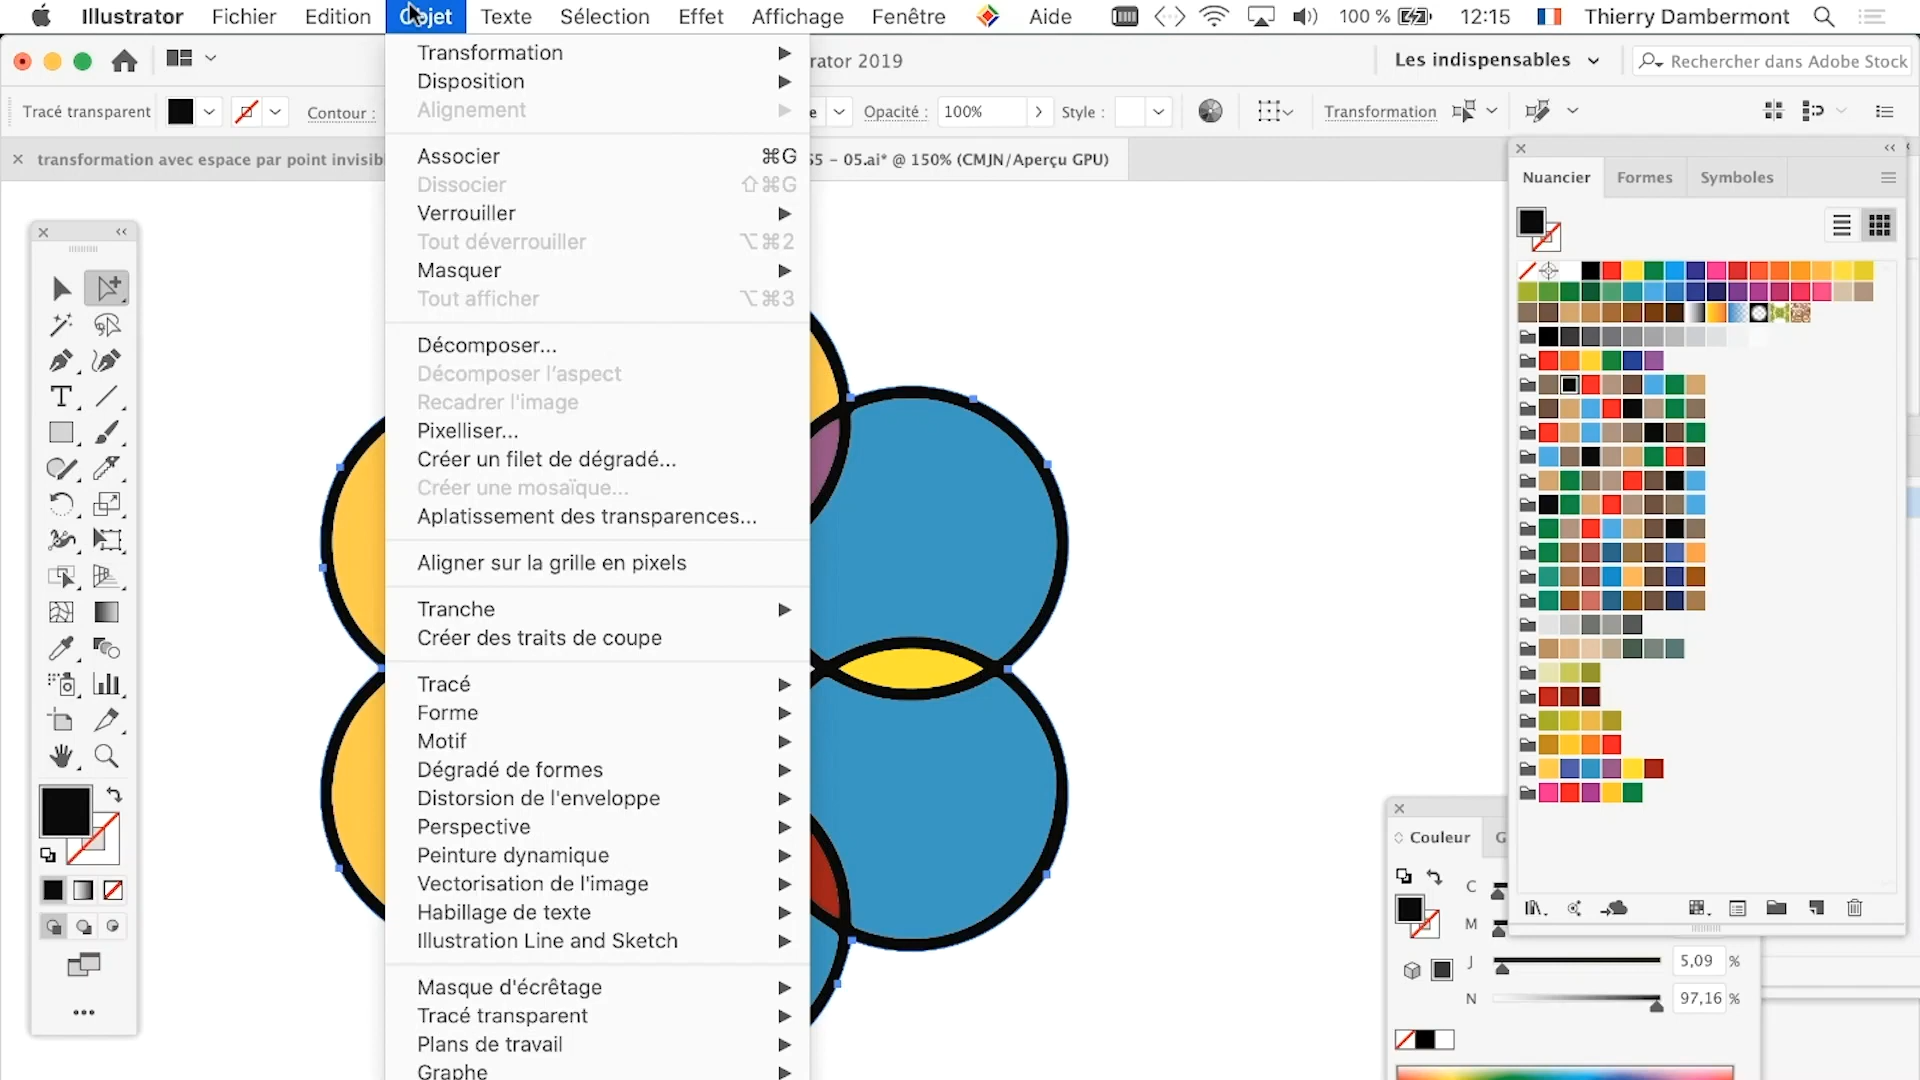 Illustrator Fichier Edition Objet Texte Sélection Effet Affichage Fenêtre Aide 100 % 12:15 Thierry Dambermont
rator 2019 Les indispensables Rechercher dans Adobe Stock
Tracé transparent Contour : Opacité : 100% Style : Transformation
transformation avec espace par point invisib S5 - 05.ai* @ 150% (CMJN/Aperçu GPU)
Transformation
Disposition
Alignement
Associer ⌘G
Dissocier ⇧⌘G
Verrouiller
Tout déverrouiller ⌥⌘2
Masquer
Tout afficher ⌥⌘3
Décomposer...
Décomposer l’aspect
Recadrer l'image
Pixelliser...
Créer un filet de dégradé...
Créer une mosaïque...
Aplatissement des transparences...
Aligner sur la grille en pixels
Tranche
Créer des traits de coupe
Tracé
Forme
Motif
Dégradé de formes
Distorsion de l'enveloppe
Perspective
Peinture dynamique
Vectorisation de l'image
Habillage de texte
Illustration Line and Sketch
Masque d'écrêtage
Tracé transparent
Plans de travail
Graphe
Nuancier Formes Symboles
Couleur G
C
M
J 5,09 %
N 97,16 %